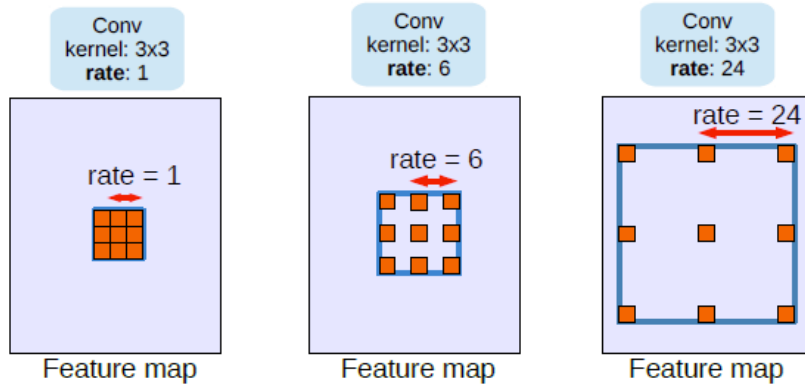 Conv
kernel: 3x3
rate: 1
Conv
kernel: 3x3
rate: 6
Conv
kernel: 3x3
rate: 24
rate = 1
rate = 6
rate = 24
Feature map
Feature map
Feature map